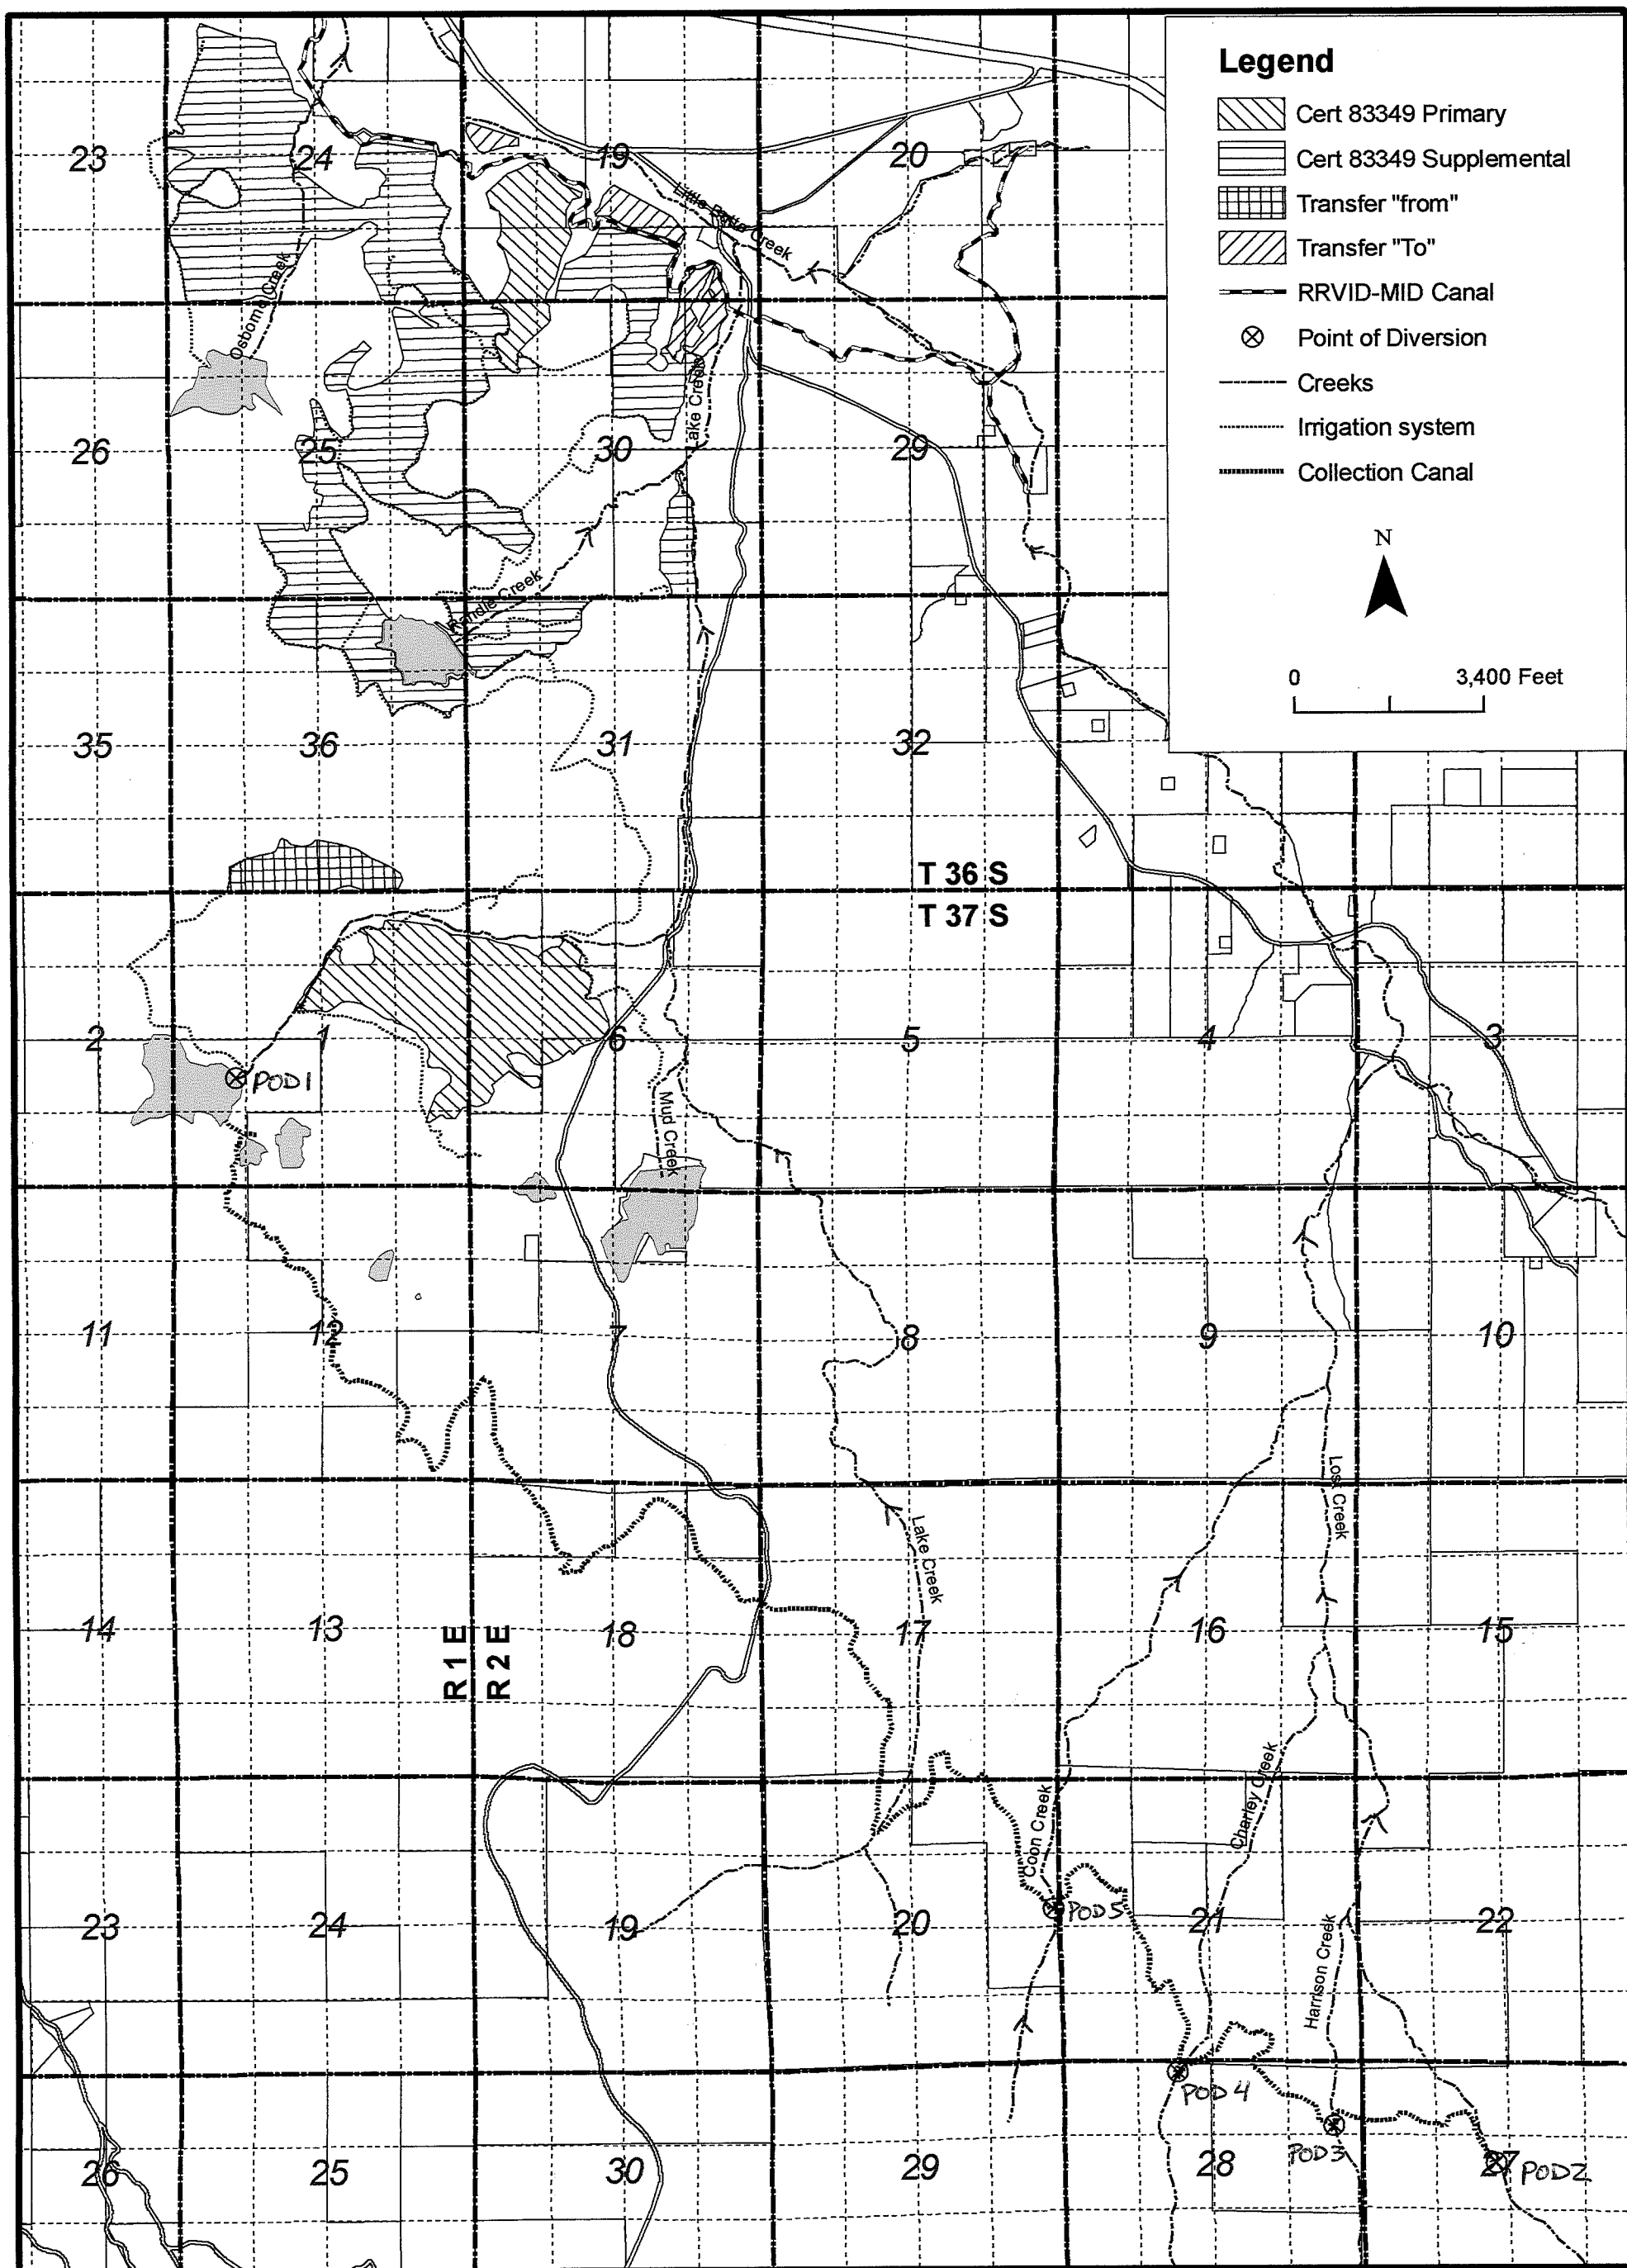 Legend
Cert 83349 Primary
Cert 83349 Supplemental
Transfer "from"
Transfer "To"
RRVID-MID Canal
Point of Diversion
Creeks
Irrigation system
Collection Canal
N
0 3,400 Feet
23 24 19 20
Little Butte Creek
Osborne Creek
Lake Creek
26 25 30 29
Creek
35 36 31 32
T 36 S
T 37 S
2 1 6 5 4 3
POD1
Mud Creek
11 12 7 8 9 10
Lost Creek
Lake Creek
14 13 18 17 16 15
R 1 E
R 2 E
Coon Creek
Charley Creek
23 24 19 20 21 22
POD5
Harrison Creek
POD4
26 25 30 29 28 27
POD3
POD2